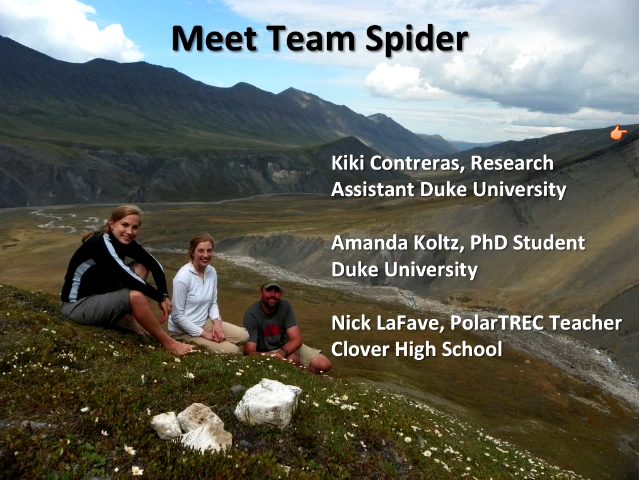 Meet Team Spider
Kiki Contreras, Research
Assistant Duke University
Amanda Koltz, PhD Student
Duke University
Nick LaFave, PolarTREC Teacher
Clover High School